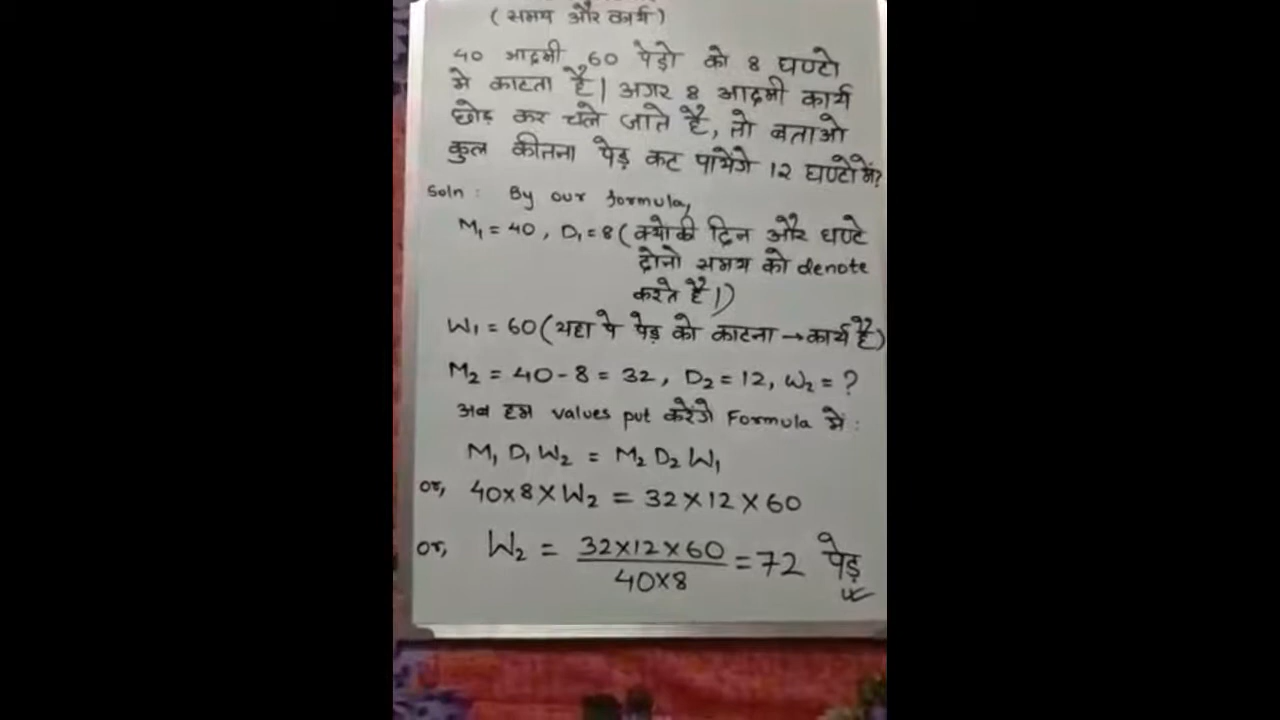 (समय और कार्य)
40 आदमी 60 पेड़ो को 8 घण्टो
मे काटता है। अगर 8 आदमी कार्य
छोड़ कर चले जाते है, तो बताओ
कुल कीतना पेड़ कट पायेंगे 12 घण्टो में?
Soln : By our formula,
M₁ = 40, D₁ = 8 (क्योकी दिन और घण्टे
दोनो समय को denote
करते है।)
W₁ = 60 (यहा पे पेड़ को काटना → कार्य है)
M₂ = 40 - 8 = 32, D₂ = 12, W₂ = ?
अब हम values put करेंगे Formula में :
M₁ D₁ W₂ = M₂ D₂ W₁
or, 40×8×W₂ = 32×12×60
or, W₂ = 32×12×60 / 40×8 = 72 पेड़